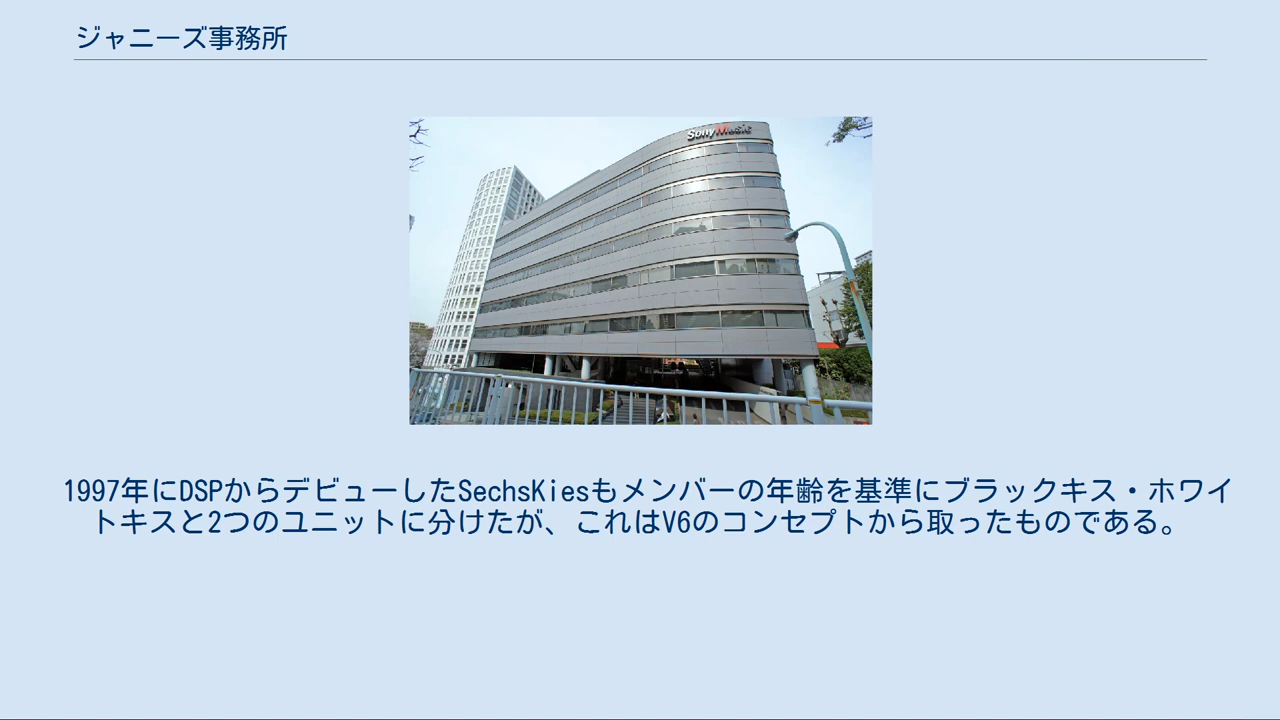 ジャニーズ事務所
Sony Music
1997年にDSPからデビューしたSechsKiesもメンバーの年齢を基準にブラックキス・ホワイ
トキスと2つのユニットに分けたが、これはV6のコンセプトから取ったものである。